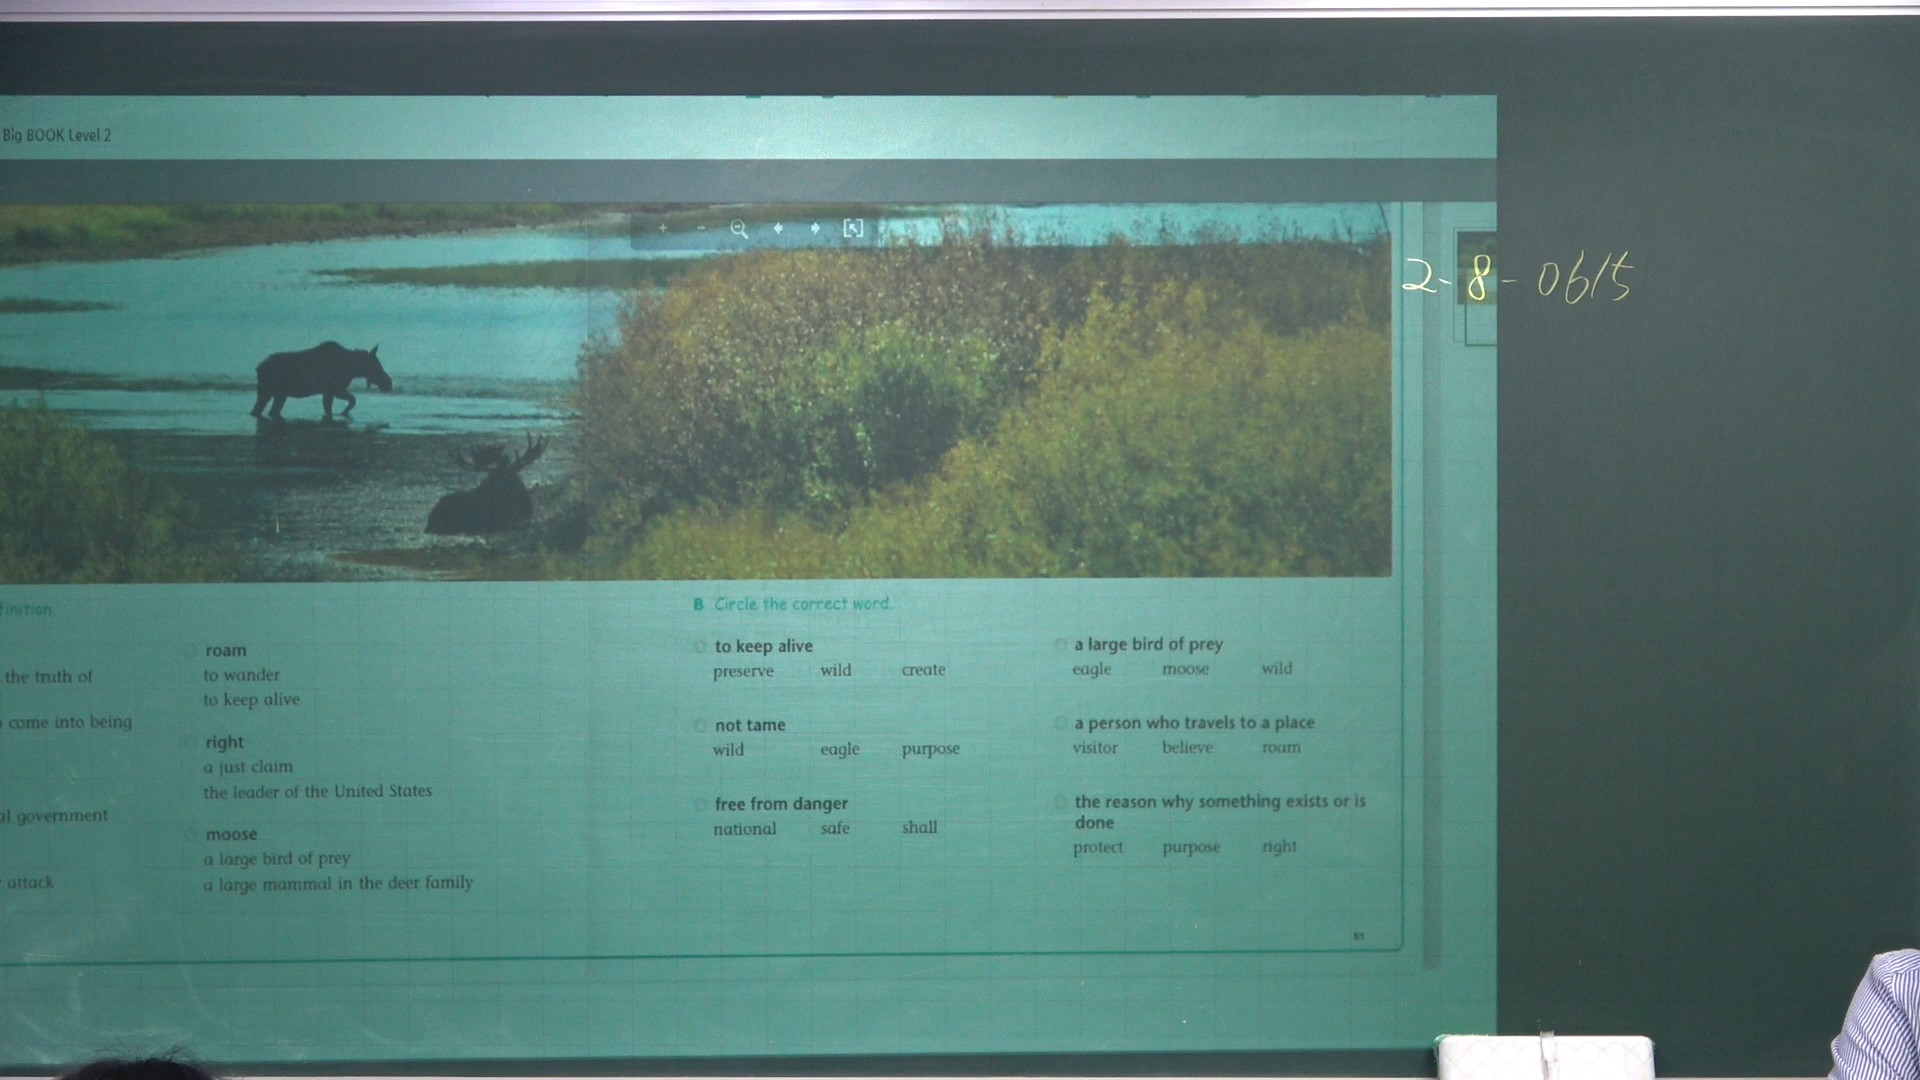 Big BOOK Level 2
2-8-0615
finition
the truth of
come into being
al government
attack
roam
to wander
to keep alive
right
a just claim
the leader of the United States
moose
a large bird of prey
a large mammal in the deer family
B Circle the correct word.
to keep alive
preserve wild create
not tame
wild eagle purpose
free from danger
national safe shall
a large bird of prey
eagle moose wild
a person who travels to a place
visitor believe roam
the reason why something exists or is
done
protect purpose right
51